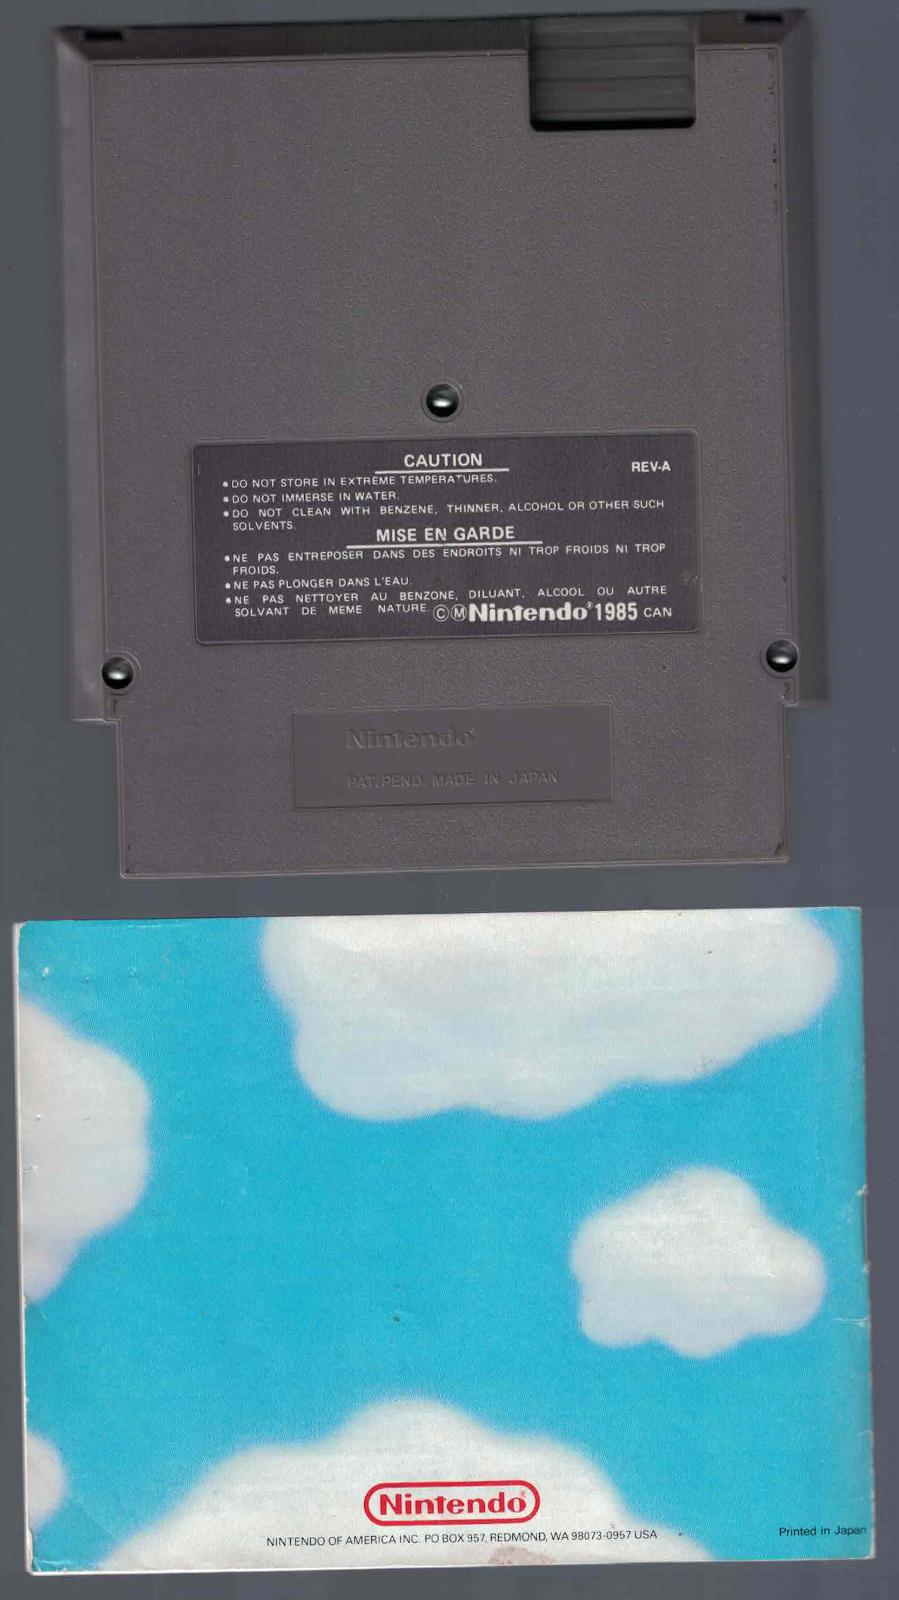 CAUTION
REV-A
•DO NOT STORE IN EXTREME TEMPERATURES.
•DO NOT IMMERSE IN WATER.
•DO NOT CLEAN WITH BENZENE, THINNER, ALCOHOL OR OTHER SUCH
SOLVENTS.
MISE EN GARDE
•NE PAS ENTREPOSER DANS DES ENDROITS NI TROP FROIDS NI TROP
FROIDS.
•NE PAS PLONGER DANS L'EAU.
•NE PAS NETTOYER AU BENZONE, DILUANT, ALCOOL OU AUTRE
SOLVANT DE MEME NATURE.
ⒸⓂNintendo® 1985 CAN
Nintendo®
PAT. PEND. MADE IN JAPAN
Nintendo®
NINTENDO OF AMERICA INC. PO BOX 957, REDMOND, WA 98073-0957 USA
Printed in Japan